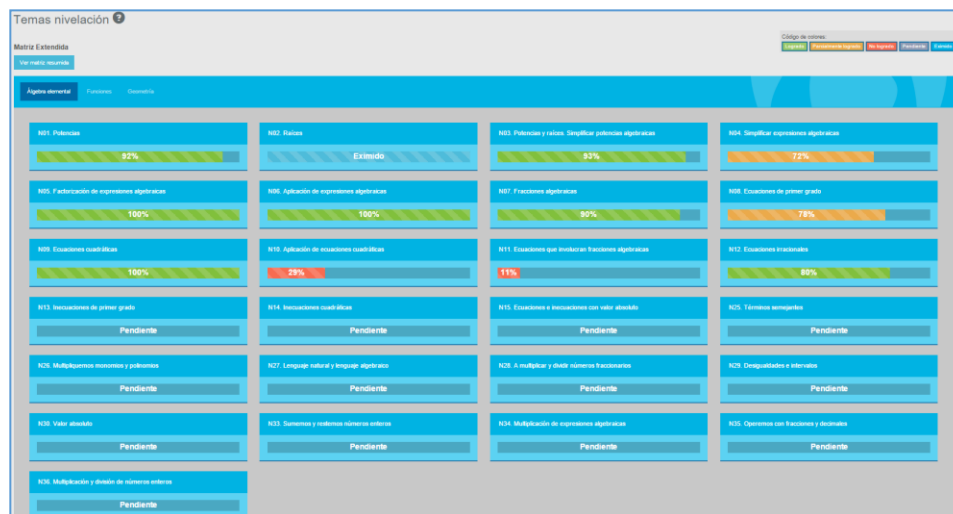 Temas nivelación ?
Código de colores:
Matriz Extendida
Logrado Parcialmente logrado No logrado Pendiente Eximido
Ver matriz resumida
Álgebra elemental Funciones Geometría
N01. Potencias
92%
N02. Raíces
Eximido
N03. Potencias y raíces. Simplificar potencias algebraicas
93%
N04. Simplificar expresiones algebraicas
72%
N05. Factorización de expresiones algebraicas
100%
N06. Aplicación de expresiones algebraicas
100%
N07. Fracciones algebraicas
90%
N08. Ecuaciones de primer grado
78%
N09. Ecuaciones cuadráticas
100%
N10. Aplicación de ecuaciones cuadráticas
29%
N11. Ecuaciones que involucran fracciones algebraicas
11%
N12. Ecuaciones irracionales
80%
N13. Inecuaciones de primer grado
Pendiente
N14. Inecuaciones cuadráticas
Pendiente
N15. Ecuaciones e inecuaciones con valor absoluto
Pendiente
N25. Términos semejantes
Pendiente
N26. Multipliquemos monomios y polinomios
Pendiente
N27. Lenguaje natural y lenguaje algebraico
Pendiente
N28. A multiplicar y dividir números fraccionarios
Pendiente
N29. Desigualdades e intervalos
Pendiente
N30. Valor absoluto
Pendiente
N33. Sumemos y restemos números enteros
Pendiente
N34. Multiplicación de expresiones algebraicas
Pendiente
N35. Operemos con fracciones y decimales
Pendiente
N36. Multiplicación y división de números enteros
Pendiente